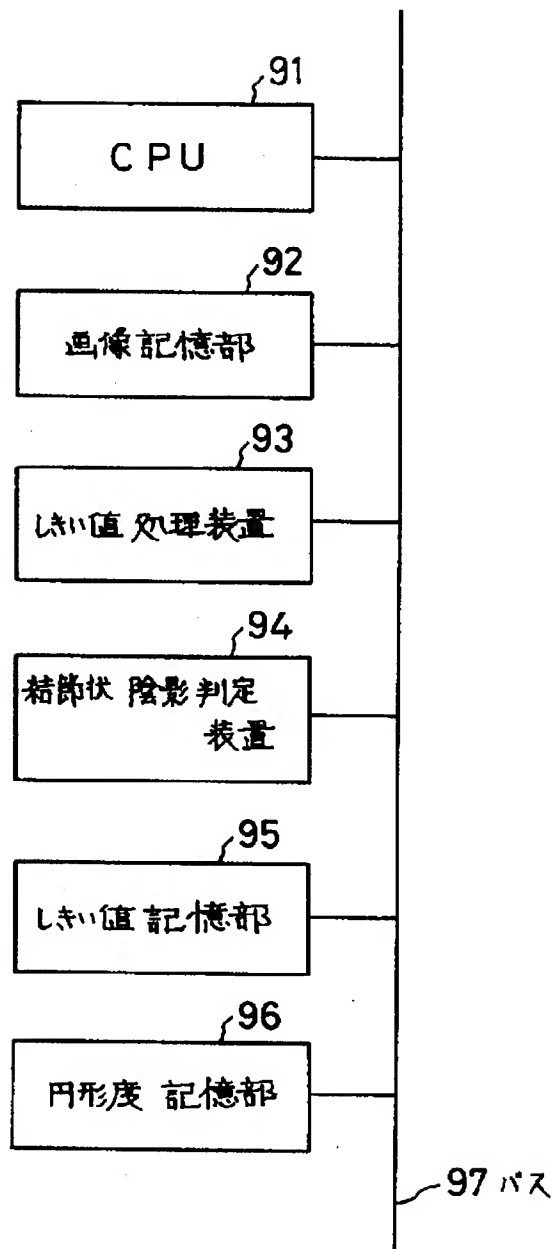 91
CPU
92
画像記憶部
93
しきい値処理装置
94
結節状陰影判定
装置
95
しきい値記憶部
96
円形度記憶部
97 バス